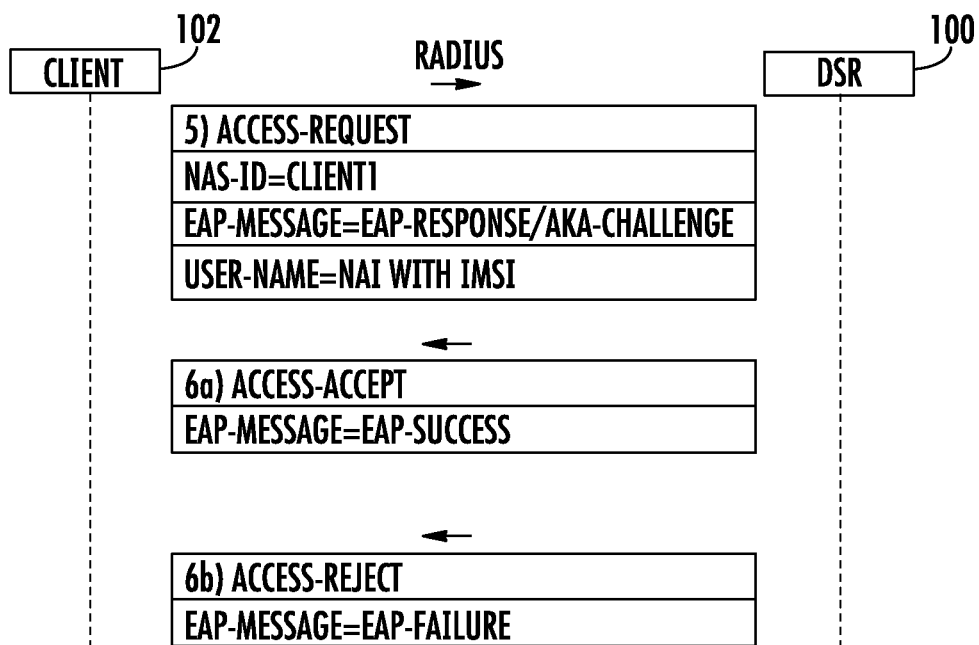 102
100
CLIENT
RADIUS
DSR
5) ACCESS-REQUEST
NAS-ID=CLIENT1
EAP-MESSAGE=EAP-RESPONSE/AKA-CHALLENGE
USER-NAME=NAI WITH IMSI
6a) ACCESS-ACCEPT
EAP-MESSAGE=EAP-SUCCESS
6b) ACCESS-REJECT
EAP-MESSAGE=EAP-FAILURE